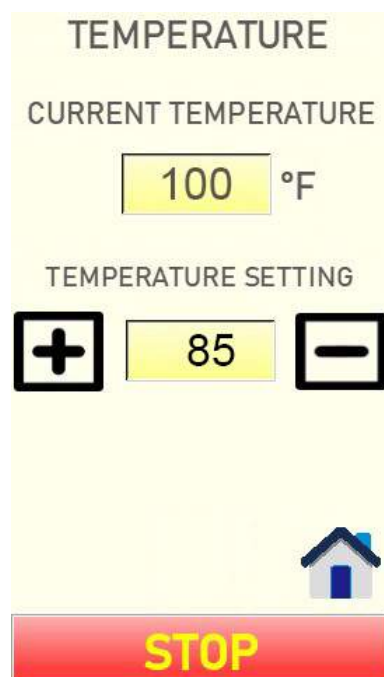 TEMPERATURE
CURRENT TEMPERATURE
100 °F
TEMPERATURE SETTING
+ 85 −
STOP